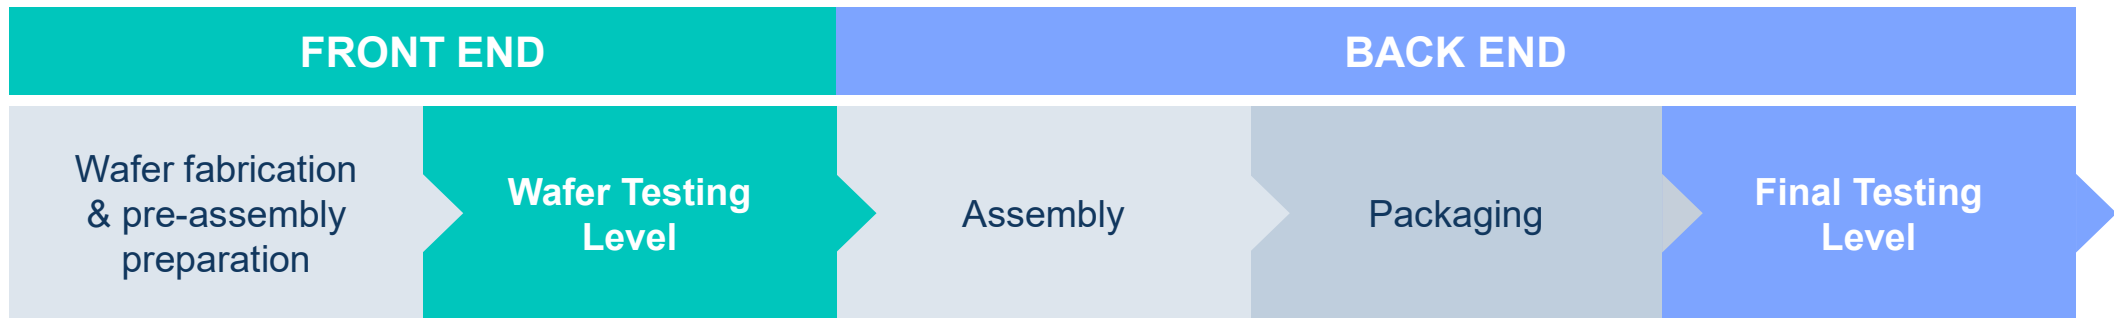 FRONT END
BACK END
Wafer fabrication
& pre-assembly
preparation
Wafer Testing
Level
Assembly
Packaging
Final Testing
Level